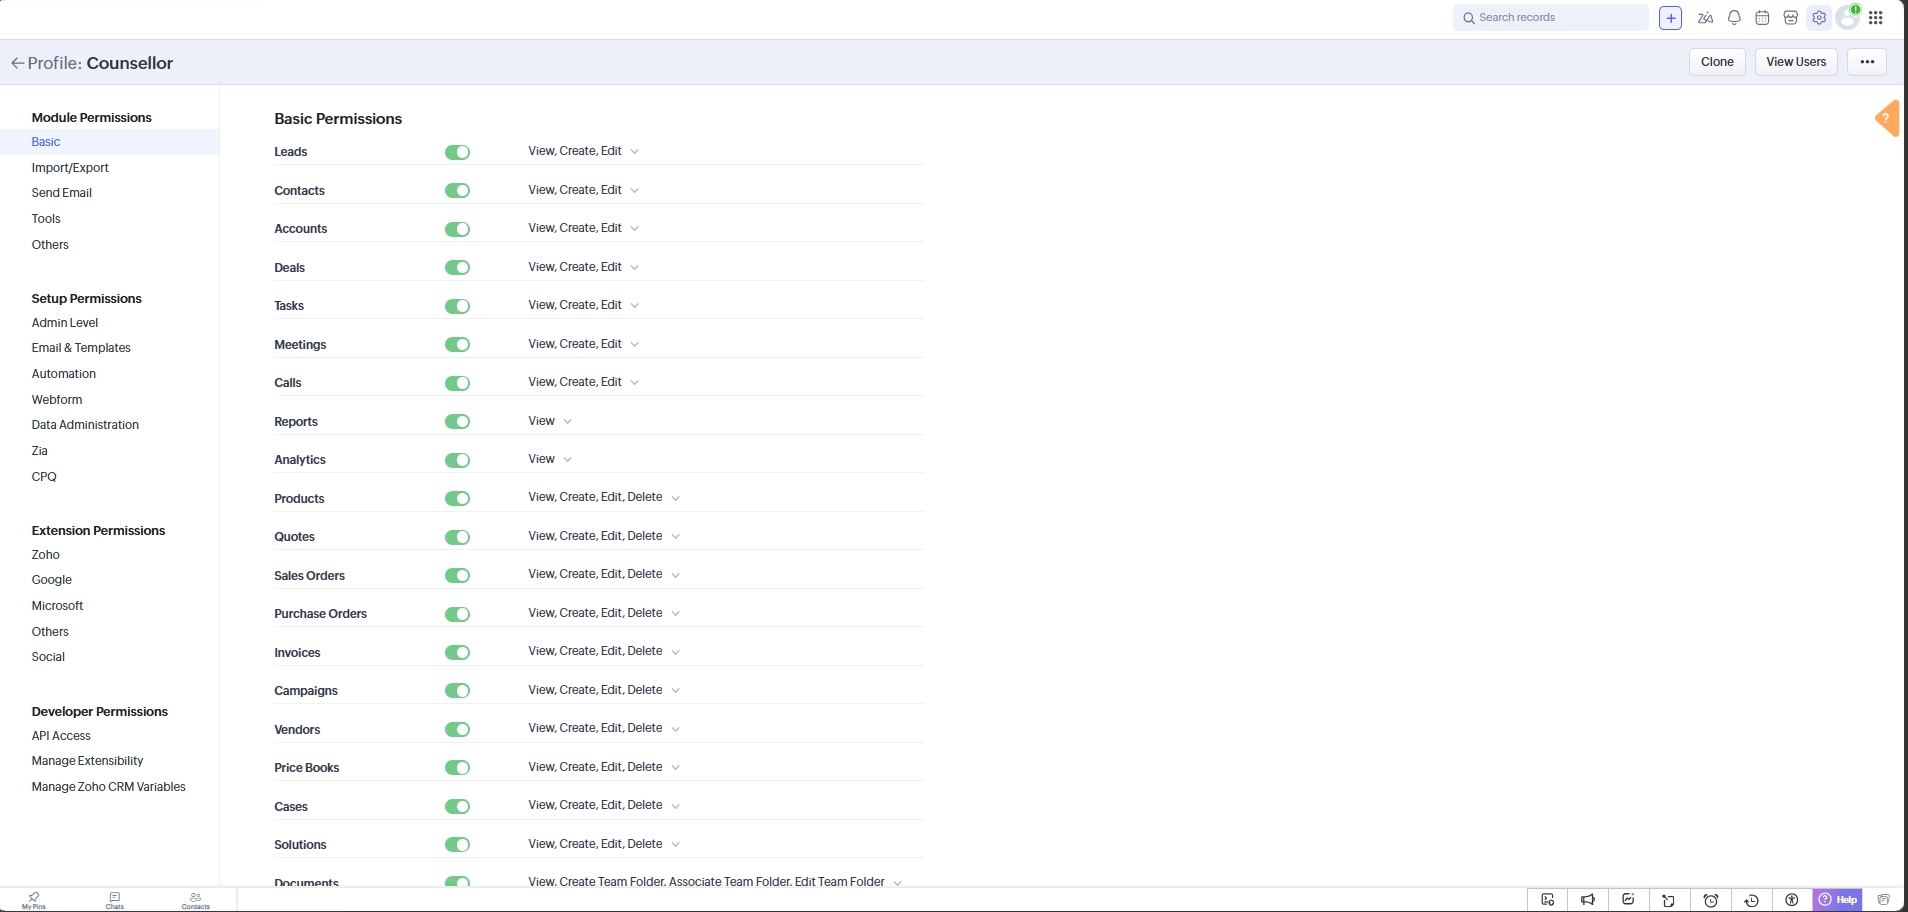 Search records
Profile: Counsellor
Clone
View Users
Module Permissions
Basic
Import/Export
Send Email
Tools
Others
Setup Permissions
Admin Level
Email & Templates
Automation
Webform
Data Administration
Zia
CPQ
Extension Permissions
Zoho
Google
Microsoft
Others
Social
Developer Permissions
API Access
Manage Extensibility
Manage Zoho CRM Variables
Basic Permissions
Leads View, Create, Edit
Contacts View, Create, Edit
Accounts View, Create, Edit
Deals View, Create, Edit
Tasks View, Create, Edit
Meetings View, Create, Edit
Calls View, Create, Edit
Reports View
Analytics View
Products View, Create, Edit, Delete
Quotes View, Create, Edit, Delete
Sales Orders View, Create, Edit, Delete
Purchase Orders View, Create, Edit, Delete
Invoices View, Create, Edit, Delete
Campaigns View, Create, Edit, Delete
Vendors View, Create, Edit, Delete
Price Books View, Create, Edit, Delete
Cases View, Create, Edit, Delete
Solutions View, Create, Edit, Delete
Documents View, Create Team Folder, Associate Team Folder, Edit Team Folder
?
My Pins
Chats
Contacts
Help